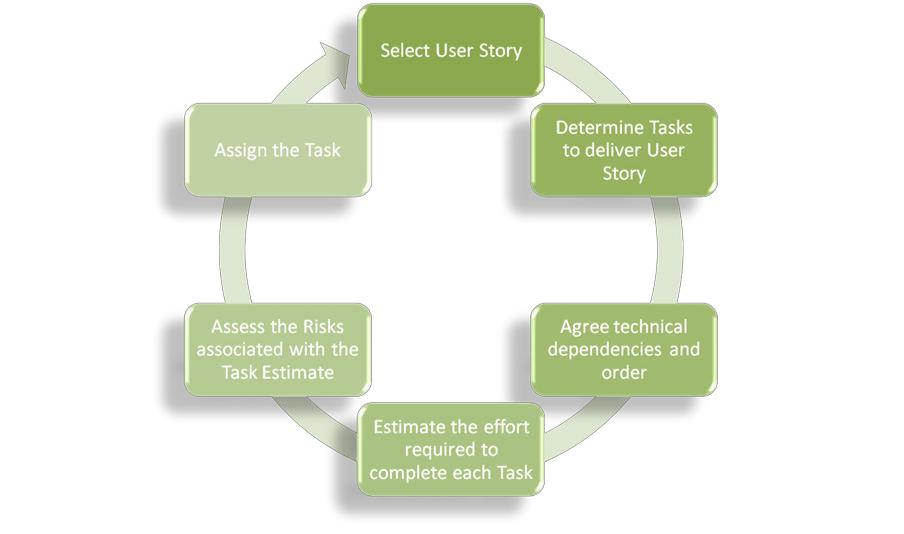 Select User Story
Determine Tasks
to deliver User
Story
Agree technical
dependencies and
order
Estimate the effort
required to
complete each Task
Assess the Risks
associated with the
Task Estimate
Assign the Task